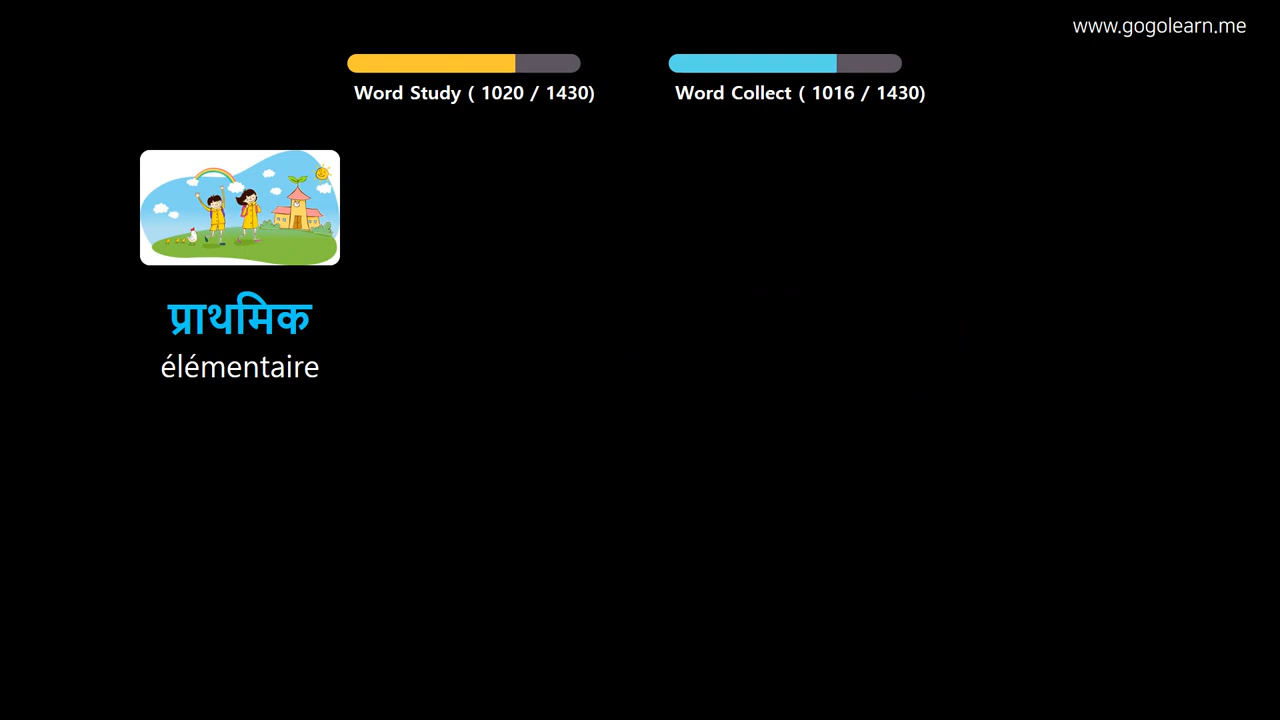 www.gogolearn.me
Word Study ( 1020 / 1430)
Word Collect ( 1016 / 1430)
प्राथमिक
élémentaire